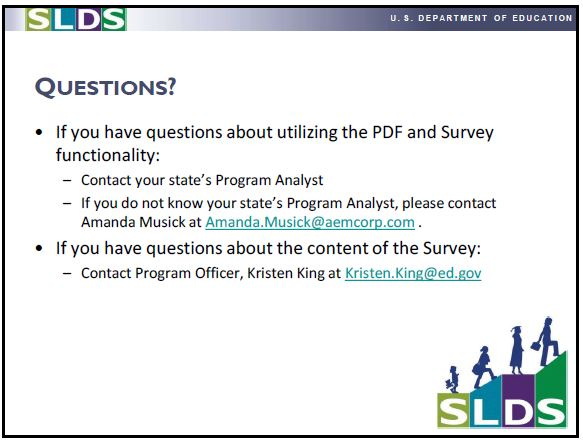 SLDS
U. S. DEPARTMENT OF EDUCATION
QUESTIONS?
• If you have questions about utilizing the PDF and Survey
functionality:
– Contact your state's Program Analyst
– If you do not know your state's Program Analyst, please contact
Amanda Musick at Amanda.Musick@aemcorp.com .
• If you have questions about the content of the Survey:
– Contact Program Officer, Kristen King at Kristen.King@ed.gov
SLDS